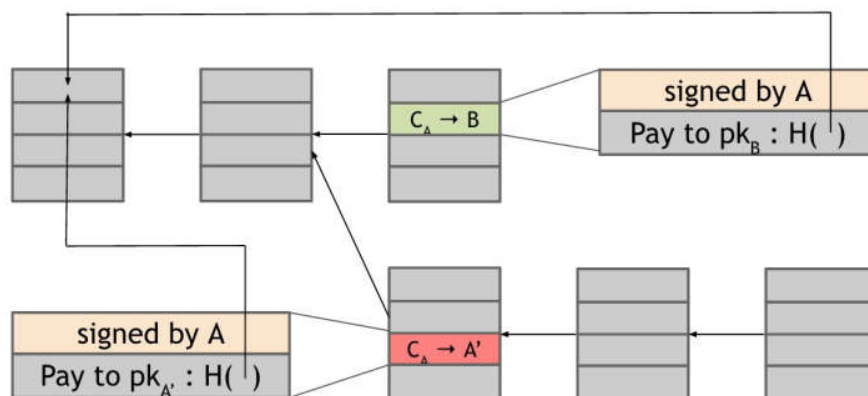 signed by A
C_A → B
Pay to pk_B : H( )
signed by A
C_A → A'
Pay to pk_A' : H( )